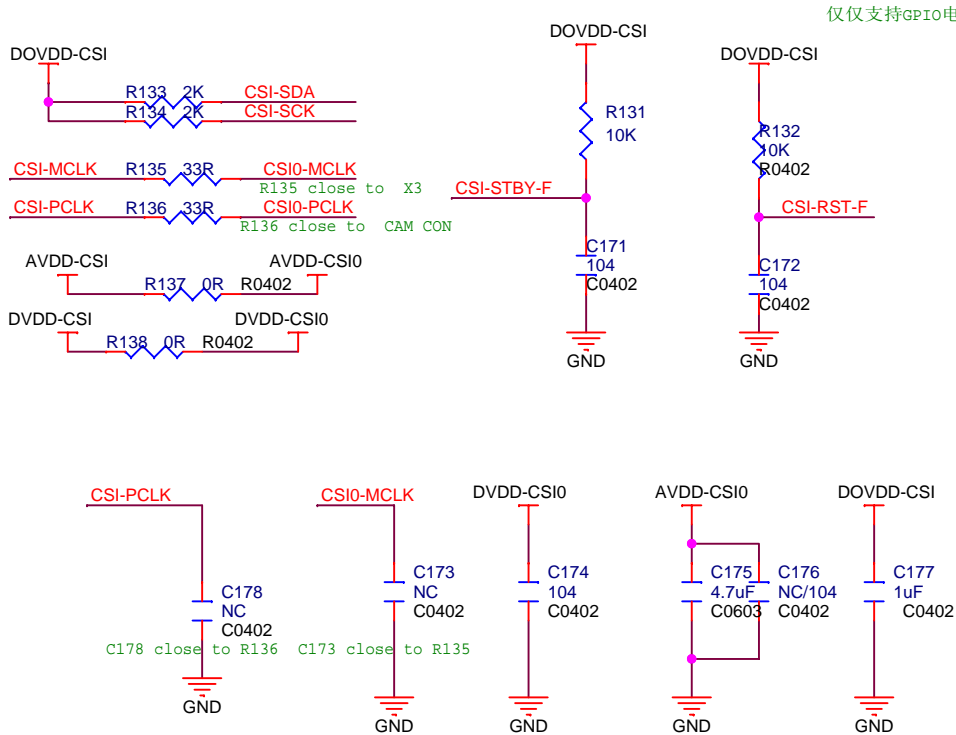 仅仅支持GPIO电
DOVDD-CSI
R133 2K CSI-SDA
R134 2K CSI-SCK
CSI-MCLK R135 33R CSI0-MCLK
R135 close to X3
CSI-PCLK R136 33R CSI0-PCLK
R136 close to CAM CON
AVDD-CSI AVDD-CSI0
R137 0R R0402
DVDD-CSI DVDD-CSI0
R138 0R R0402
DOVDD-CSI
R131
10K
CSI-STBY-F
C171
104
C0402
GND
DOVDD-CSI
R132
10K
R0402
CSI-RST-F
C172
104
C0402
GND
CSI-PCLK
C178
NC
C0402
C178 close to R136
GND
CSI0-MCLK
C173
NC
C0402
C173 close to R135
GND
DVDD-CSI0
C174
104
C0402
GND
AVDD-CSI0
C175
4.7uF
C0603
C176
NC/104
C0402
GND
DOVDD-CSI
C177
1uF
C0402
GND